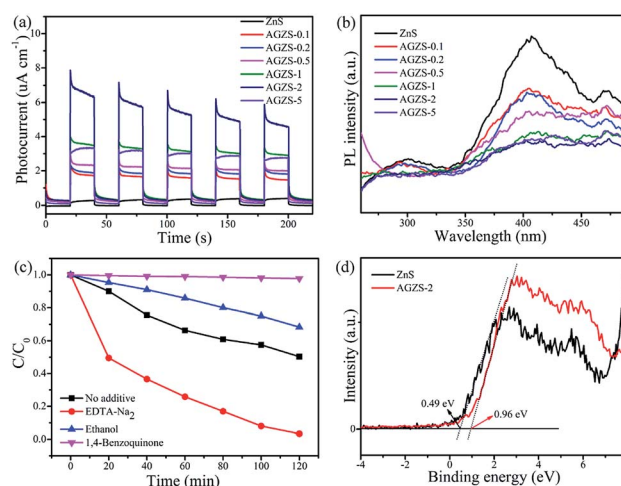 (a)
ZnS
AGZS-0.1
AGZS-0.2
AGZS-0.5
AGZS-1
AGZS-2
AGZS-5
Photocurrent (uA cm⁻¹)
10
8
6
4
2
0
0 50 100 150 200
Time (s)
(b)
ZnS
AGZS-0.1
AGZS-0.2
AGZS-0.5
AGZS-1
AGZS-2
AGZS-5
PL intensity (a.u.)
300 350 400 450
Wavelength (nm)
(c)
C/C₀
1.0
0.8
0.6
0.4
0.2
0.0
No additive
EDTA-Na₂
Ethanol
1,4-Benzoquinone
0 20 40 60 80 100 120
Time (min)
(d)
ZnS
AGZS-2
Intensity (a.u.)
0
0.49 eV
0.96 eV
-4 -2 0 2 4 6
Binding energy (eV)